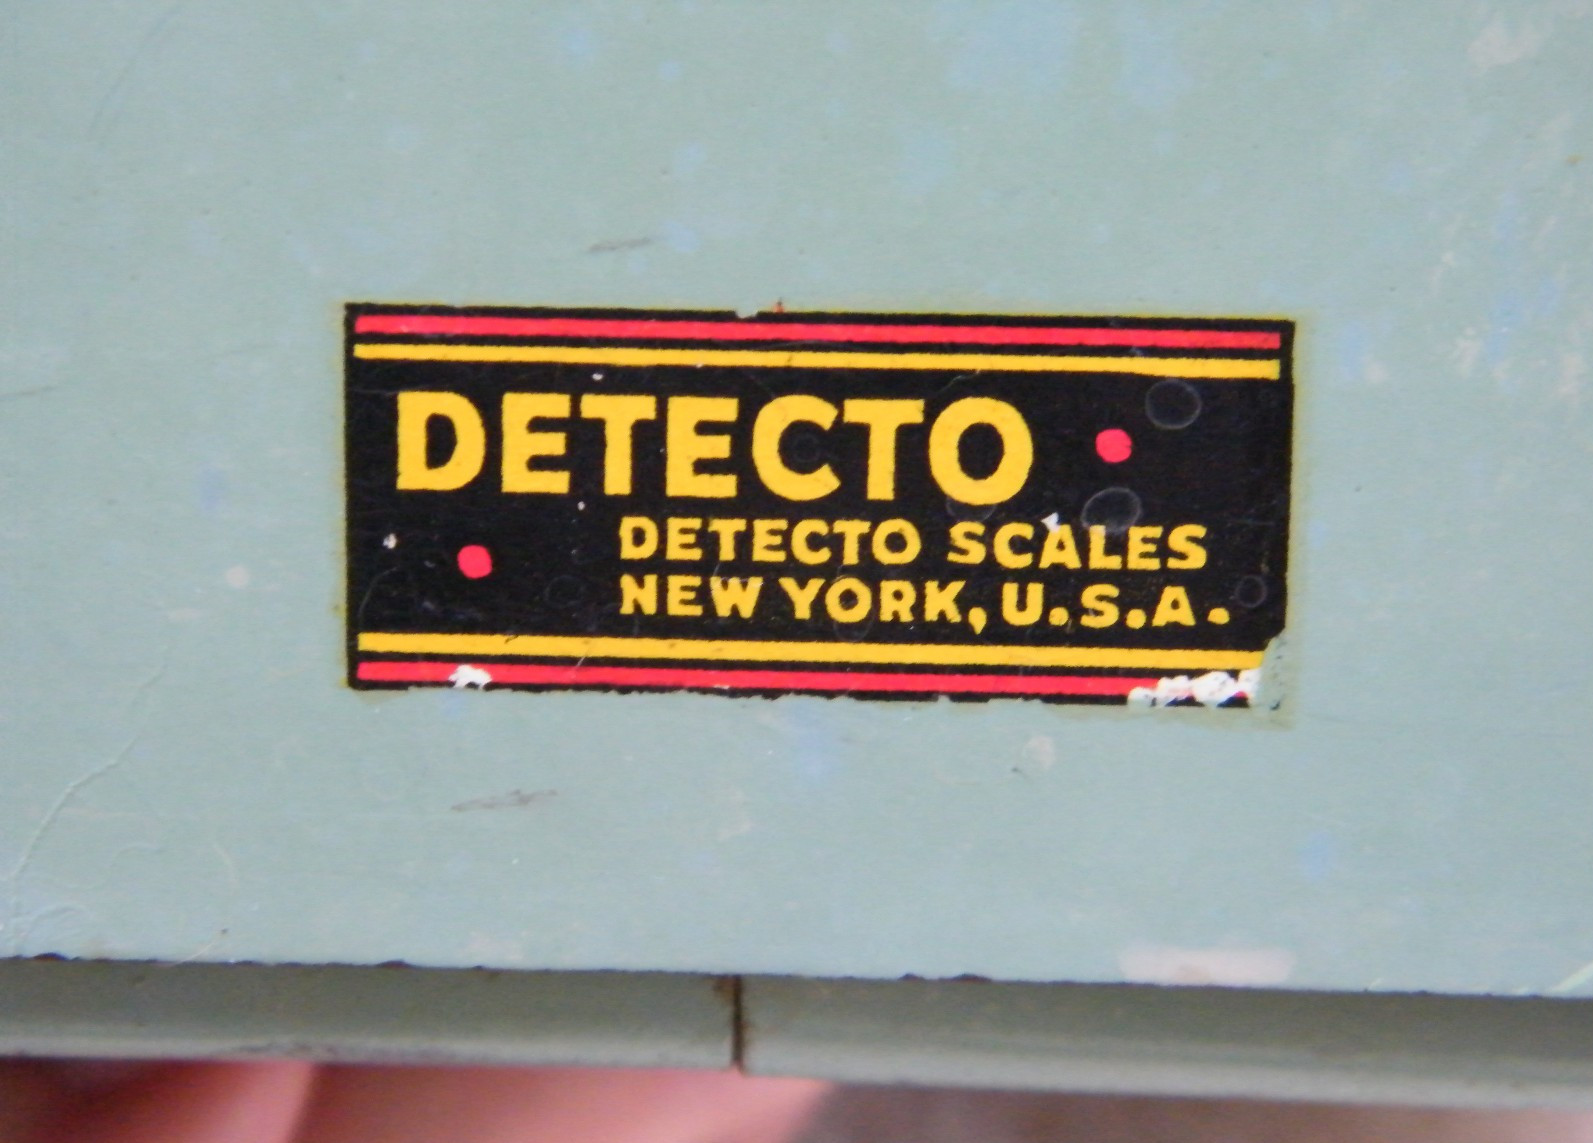 DETECTO
DETECTO SCALES
NEW YORK, U.S.A.